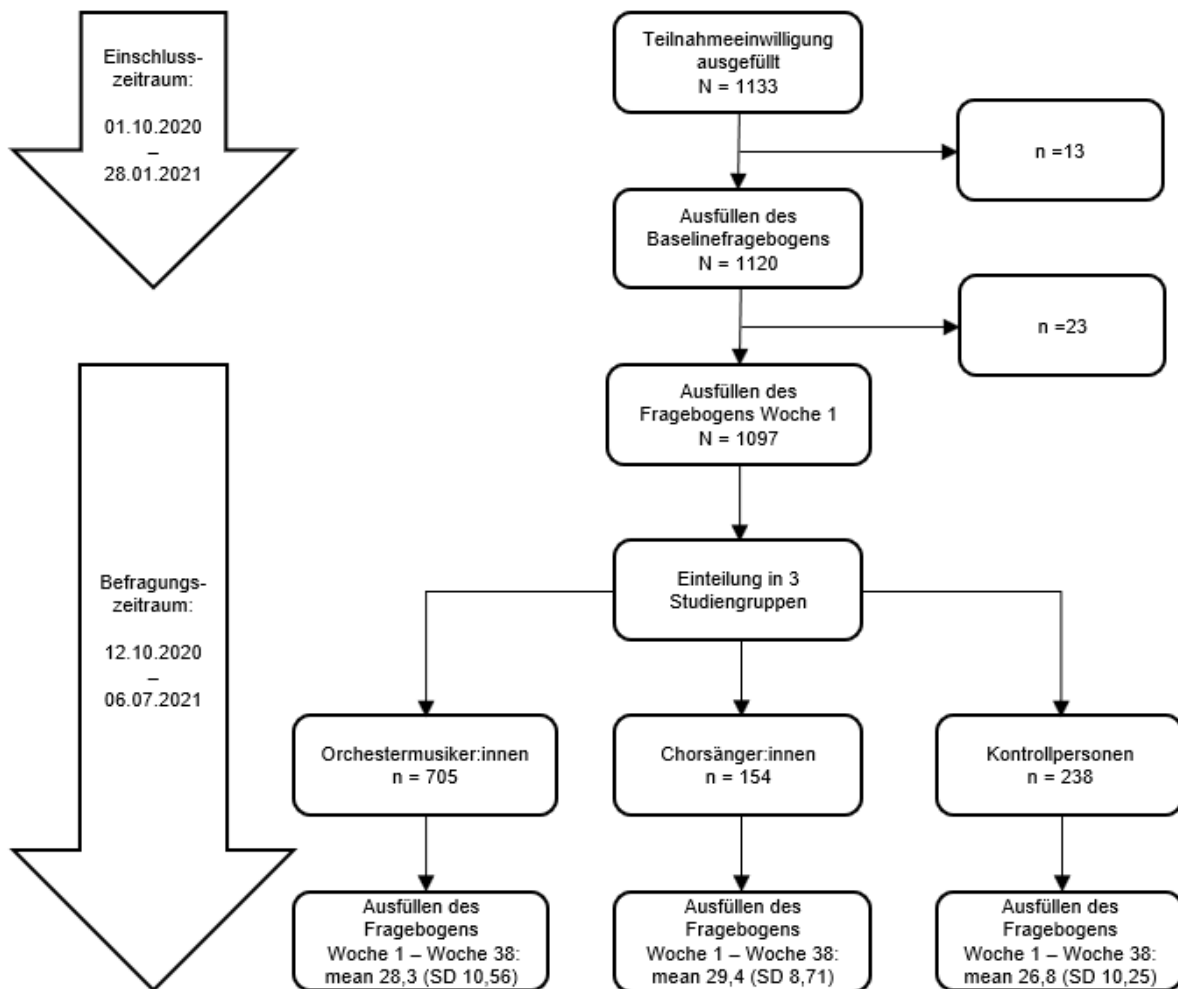 Einschluss-
zeitraum:
01.10.2020
–
28.01.2021
Teilnahmeeinwilligung
ausgefüllt
N = 1133
n =13
Ausfüllen des
Baselinefragebogens
N = 1120
n =23
Ausfüllen des
Fragebogens Woche 1
N = 1097
Befragungs-
zeitraum:
12.10.2020
–
06.07.2021
Einteilung in 3
Studiengruppen
Orchestermusiker:innen
n = 705
Chorsänger:innen
n = 154
Kontrollpersonen
n = 238
Ausfüllen des
Fragebogens
Woche 1 – Woche 38:
mean 28,3 (SD 10,56)
Ausfüllen des
Fragebogens
Woche 1 – Woche 38:
mean 29,4 (SD 8,71)
Ausfüllen des
Fragebogens
Woche 1 – Woche 38:
mean 26,8 (SD 10,25)